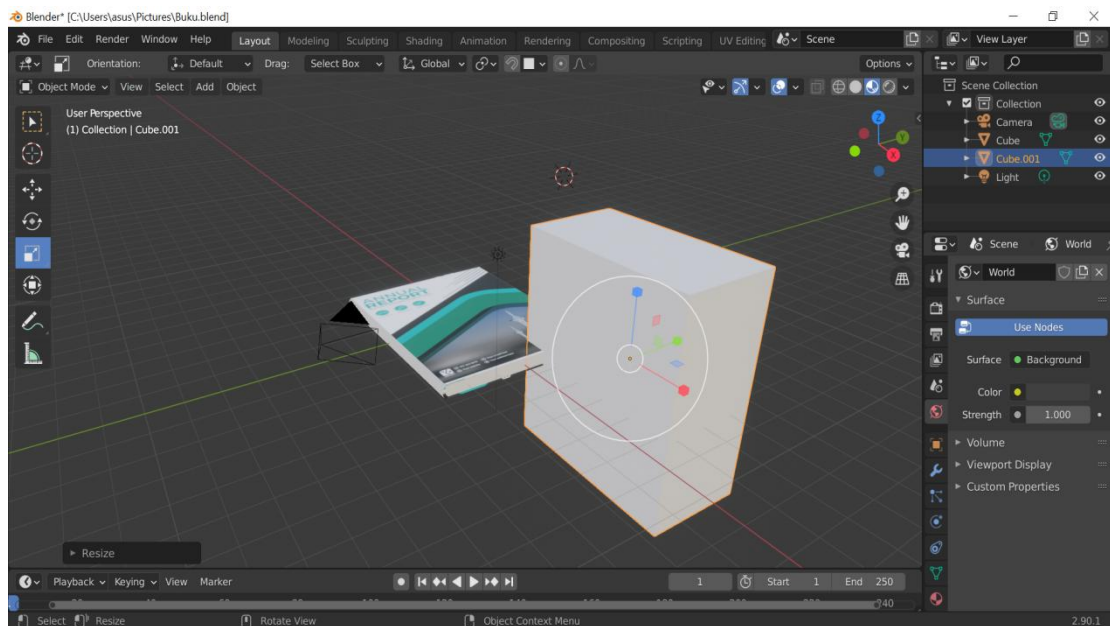 Blender* [C:\Users\asus\Pictures\Buku.blend]
File Edit Render Window Help Layout Modeling Sculpting Shading Animation Rendering Compositing Scripting UV Editing Scene View Layer
Orientation: Default Drag: Select Box Global Options
Object Mode View Select Add Object
User Perspective
(1) Collection | Cube.001
Z
Y
X
Scene Collection
Collection
Camera
Cube
Cube.001
Light
Scene World
World
Surface
Use Nodes
Surface Background
Color
Strength 1.000
Volume
Viewport Display
Custom Properties
ANNUAL
REPORT
Resize
Playback Keying View Marker 1 Start 1 End 250
240
Select Resize Rotate View Object Context Menu 2.90.1